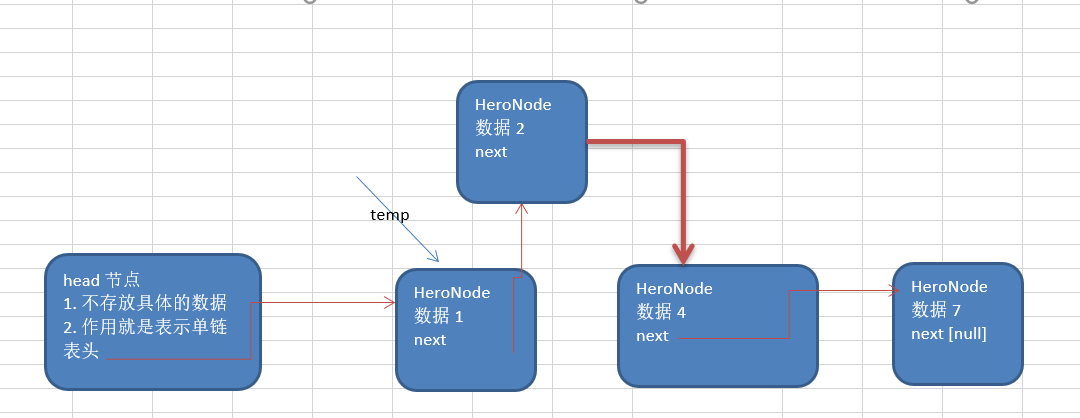 HeroNode
数据 2
next
temp
head 节点
1. 不存放具体的数据
2. 作用就是表示单链
表头
HeroNode
数据 1
next
HeroNode
数据 4
next
HeroNode
数据 7
next [null]